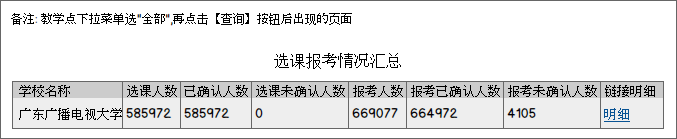 备注: 教学点下拉菜单选"全部",再点击【查询】按钮后出现的页面
选课报考情况汇总
学校名称 选课人数 已确认人数 选课未确认人数 报考人数 报考已确认人数 报考未确认人数 链接明细
广东广播电视大学 585972 585972 0 669077 664972 4105 明细